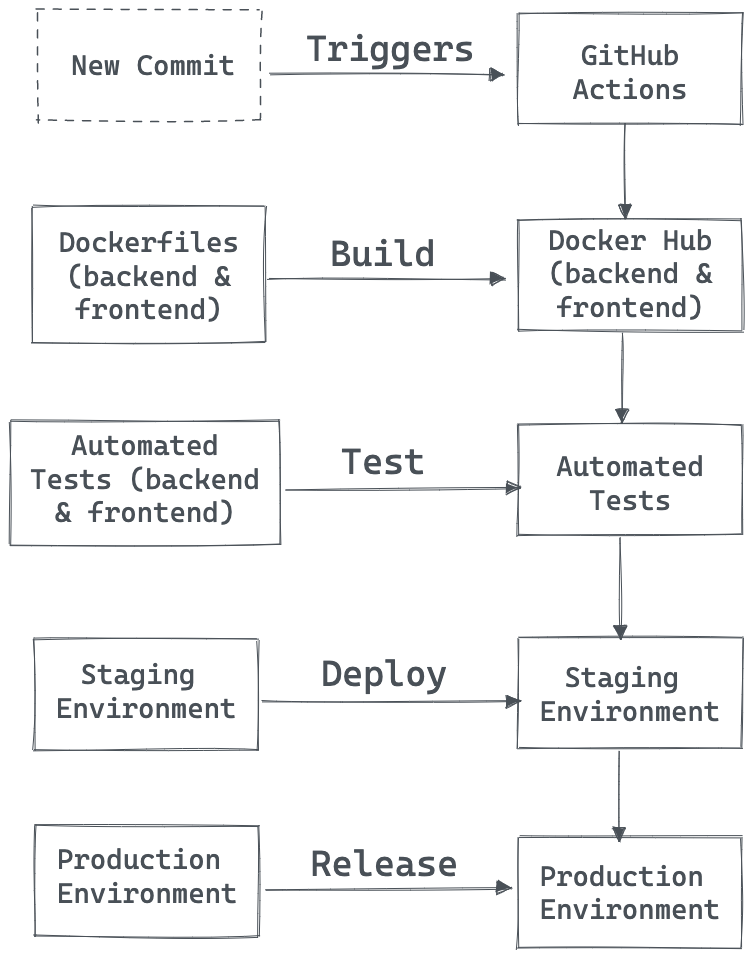 New Commit
Triggers
GitHub
Actions
Dockerfiles
(backend &
frontend)
Build
Docker Hub
(backend &
frontend)
Automated
Tests (backend
& frontend)
Test
Automated
Tests
Staging
Environment
Deploy
Staging
Environment
Production
Environment
Release
Production
Environment